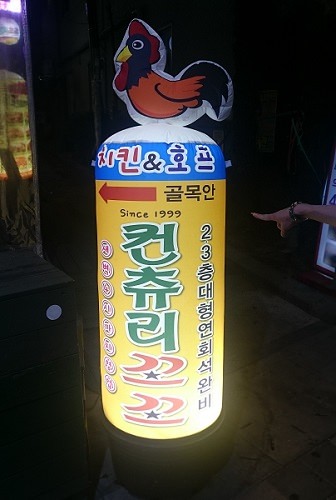 치킨&호프
골목안
Since 1999
컨츄리
꼬꼬
2 3층대형연회석완비